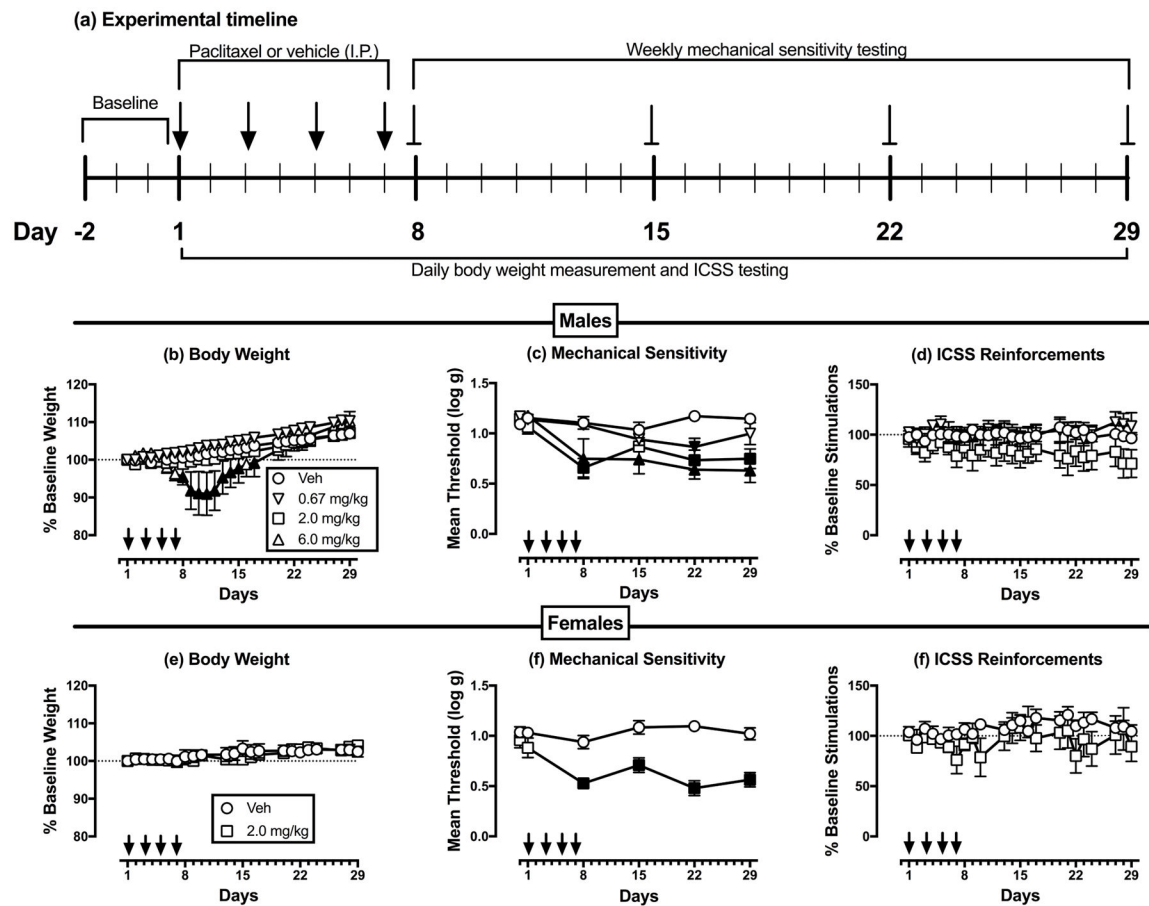 (a) Experimental timeline
Paclitaxel or vehicle (I.P.)
Weekly mechanical sensitivity testing
Baseline
Day -2 1 8 15 22 29
Daily body weight measurement and ICSS testing
Males
(b) Body Weight
% Baseline Weight
120
110
100
90
80
Veh
0.67 mg/kg
2.0 mg/kg
6.0 mg/kg
1 8 15 22 29
Days
(c) Mechanical Sensitivity
Mean Threshold (log g)
1.5
1.0
0.5
0.0
1 8 15 22 29
Days
(d) ICSS Reinforcements
% Baseline Stimulations
150
100
50
0
1 8 15 22 29
Days
Females
(e) Body Weight
% Baseline Weight
120
110
100
90
80
Veh
2.0 mg/kg
1 8 15 22 29
Days
(f) Mechanical Sensitivity
Mean Threshold (log g)
1.5
1.0
0.5
0.0
1 8 15 22 29
Days
(f) ICSS Reinforcements
% Baseline Stimulations
150
100
50
0
1 8 15 22 29
Days